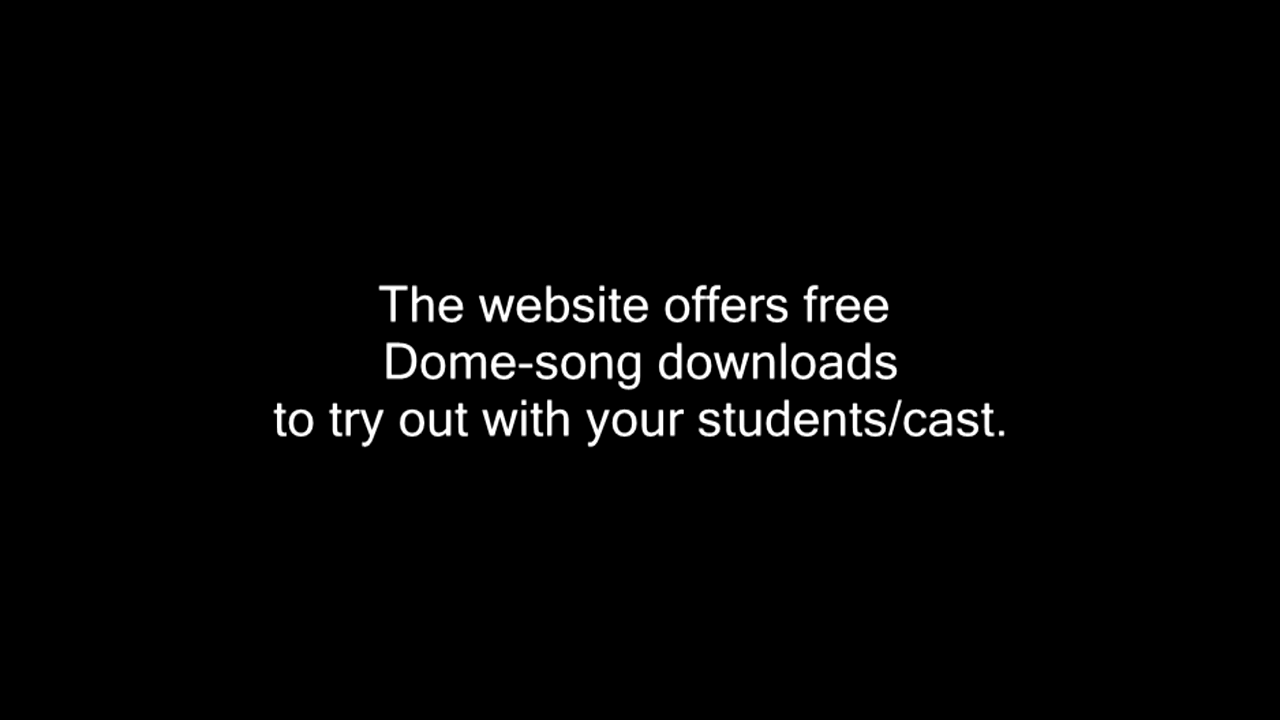 The website offers free
Dome-song downloads
to try out with your students/cast.